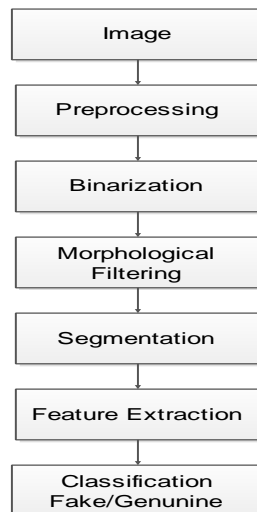 Image
Preprocessing
Binarization
Morphological
Filtering
Segmentation
Feature Extraction
Classification
Fake/Genunine